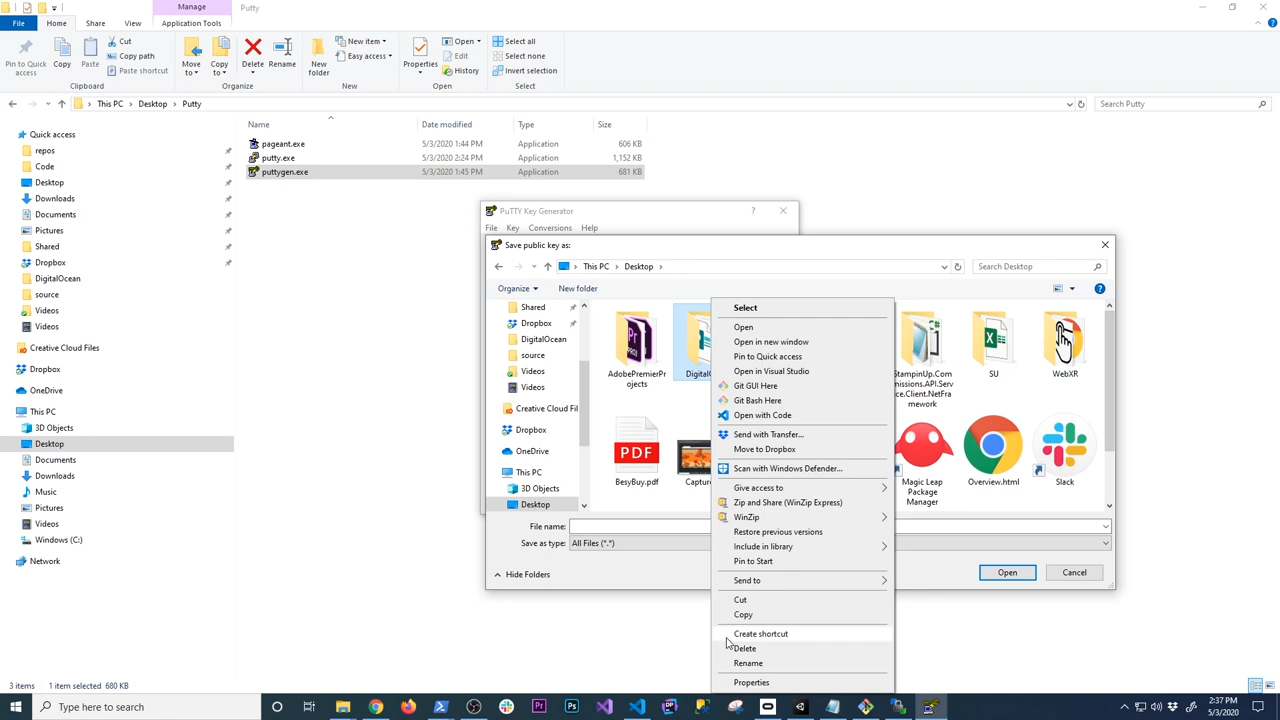 Manage
Putty
File
Home
Share
View
Application Tools
Pin to Quick
access
Copy
Paste
Cut
Copy path
Paste shortcut
Clipboard
Move
to
Copy
to
Delete
Rename
Organize
New
folder
New item
Easy access
New
Properties
Open
Edit
History
Open
Select all
Select none
Invert selection
Select
This PC
Desktop
Putty
Search Putty
Quick access
repos
Code
Desktop
Downloads
Documents
Pictures
Shared
Dropbox
DigitalOcean
source
Videos
Videos
Creative Cloud Files
Dropbox
OneDrive
This PC
3D Objects
Desktop
Documents
Downloads
Music
Pictures
Videos
Windows (C:)
Network
Name
Date modified
Type
Size
pageant.exe
5/3/2020 1:44 PM
Application
606 KB
putty.exe
5/3/2020 2:24 PM
Application
1,152 KB
puttygen.exe
5/3/2020 1:45 PM
Application
681 KB
PuTTY Key Generator
?
File
Key
Conversions
Help
Save public key as:
This PC
Desktop
Search Desktop
Organize
New folder
Shared
Dropbox
DigitalOcean
source
Videos
Videos
Creative Cloud Fil
Dropbox
OneDrive
This PC
3D Objects
Desktop
AdobePremierPr
ojects
DigitalO
StampinUp.Com
missions.API.Serv
ice.Client.NetFra
mework
SU
WebXR
PDF
BesyBuy.pdf
Captur
Magic Leap
Package
Manager
Overview.html
Slack
Select
Open
Open in new window
Pin to Quick access
Open in Visual Studio
Git GUI Here
Git Bash Here
Open with Code
Send with Transfer...
Move to Dropbox
Scan with Windows Defender...
Give access to
Zip and Share (WinZip Express)
WinZip
Restore previous versions
Include in library
Pin to Start
Send to
Cut
Copy
Create shortcut
Delete
Rename
Properties
File name:
Save as type:
All Files (*.*)
Hide Folders
Open
Cancel
3 items
1 item selected 680 KB
Type here to search
2:37 PM
5/3/2020